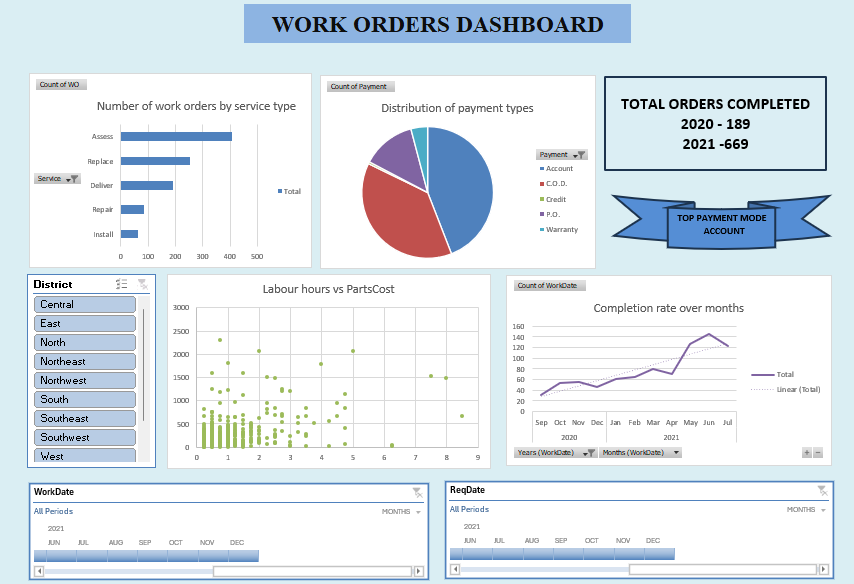 WORK ORDERS DASHBOARD
Count of WO
Number of work orders by service type
Service
Assess
Replace
Deliver
Repair
Install
0 100 200 300 400 500
Total
Count of Payment
Distribution of payment types
Payment
Account
C.O.D.
Credit
P.O.
Warranty
TOTAL ORDERS COMPLETED
2020 - 189
2021 -669
TOP PAYMENT MODE
ACCOUNT
District
Central
East
North
Northeast
Northwest
South
Southeast
Southwest
West
Labour hours vs PartsCost
3000
2500
2000
1500
1000
500
0
0 1 2 3 4 5 6 7 8 9
Count of WorkDate
Completion rate over months
160
140
120
100
80
60
40
20
0
Sep Oct Nov Dec Jan Feb Mar Apr May Jun Jul
2020 2021
Total
Linear (Total)
Years (WorkDate) Months (WorkDate)
WorkDate
All Periods MONTHS
2021
JUN JUL AUG SEP OCT NOV DEC
ReqDate
All Periods MONTHS
2021
JUN JUL AUG SEP OCT NOV DEC